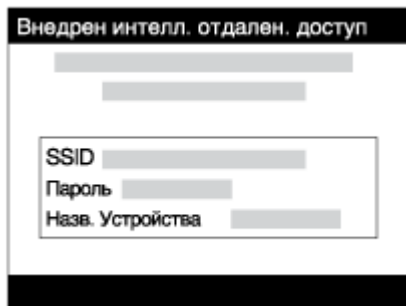 Внедрен интелл. отдален. доступ
SSID
Пароль
Назв. Устройства